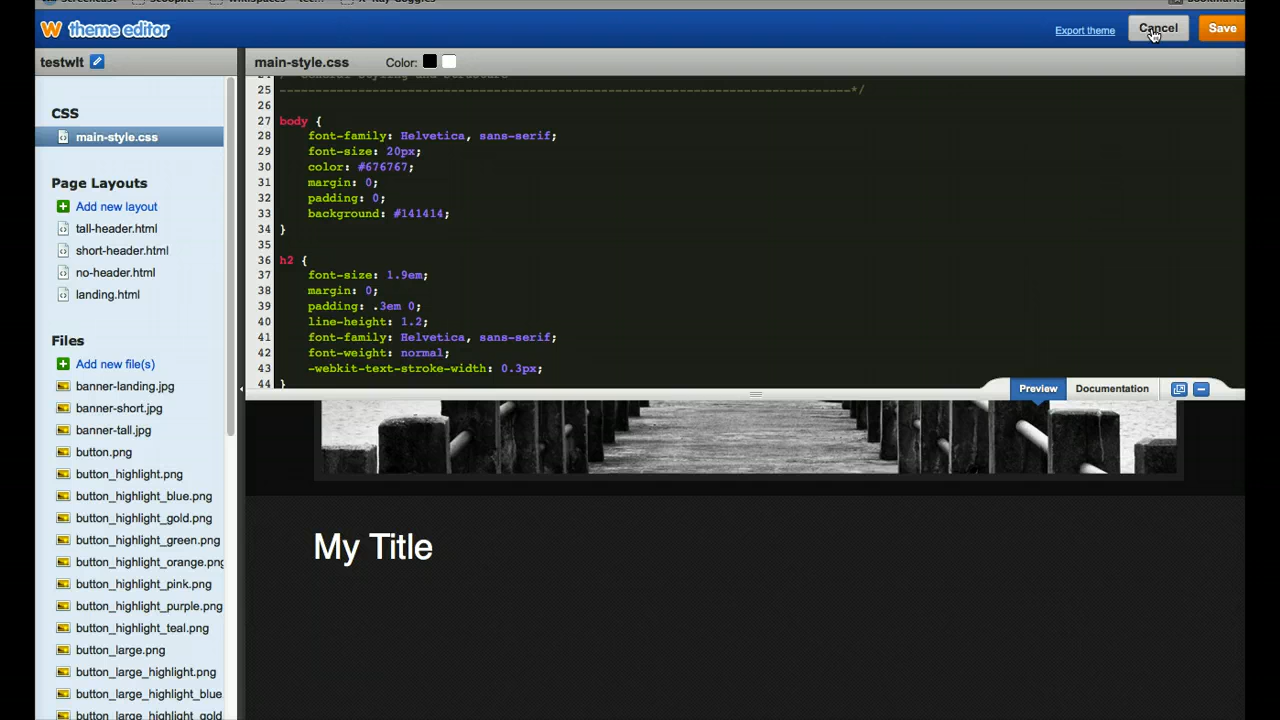 bookmarks
W theme editor
Export theme
Cancel
Save
testwlt
main-style.css
Color:
CSS
main-style.css
Page Layouts
Add new layout
tall-header.html
short-header.html
no-header.html
landing.html
Files
Add new file(s)
banner-landing.jpg
banner-short.jpg
banner-tall.jpg
button.png
button_highlight.png
button_highlight_blue.png
button_highlight_gold.png
button_highlight_green.png
button_highlight_orange.png
button_highlight_pink.png
button_highlight_purple.png
button_highlight_teal.png
button_large.png
button_large_highlight.png
button_large_highlight_blue
button_large_highlight_gold
25 -------------------------------------------------------------------------------*/
26
27 body {
28 font-family: Helvetica, sans-serif;
29 font-size: 20px;
30 color: #676767;
31 margin: 0;
32 padding: 0;
33 background: #141414;
34 }
35
36 h2 {
37 font-size: 1.9em;
38 margin: 0;
39 padding: .3em 0;
40 line-height: 1.2;
41 font-family: Helvetica, sans-serif;
42 font-weight: normal;
43 -webkit-text-stroke-width: 0.3px;
44 }
Preview
Documentation
My Title